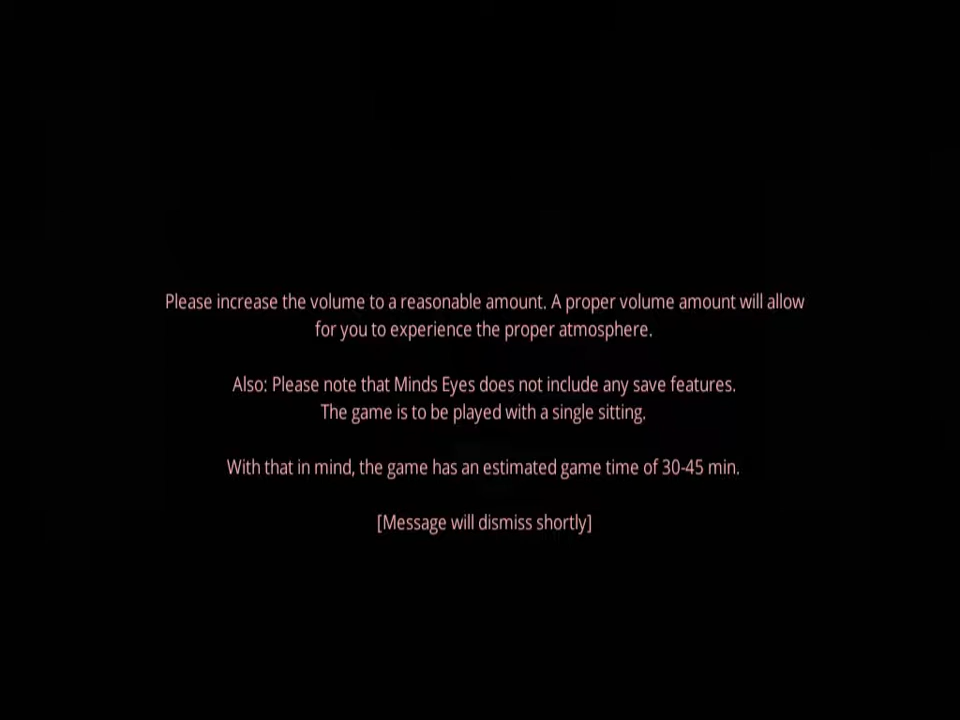 Please increase the volume to a reasonable amount. A proper volume amount will allow
for you to experience the proper atmosphere.
Also: Please note that Minds Eyes does not include any save features.
The game is to be played with a single sitting.
With that in mind, the game has an estimated game time of 30-45 min.
[Message will dismiss shortly]